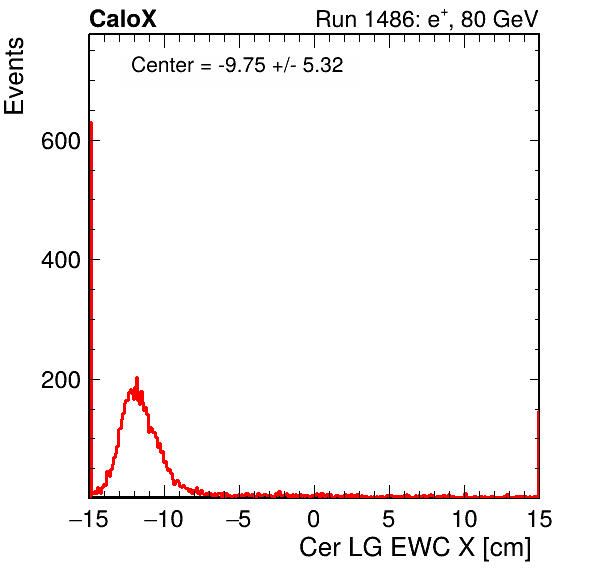 CaloX
Run 1486: e⁺, 80 GeV
Events
Center = -9.75 +/- 5.32
600
400
200
−15
−10
−5
0
5
10
15
Cer LG EWC X [cm]